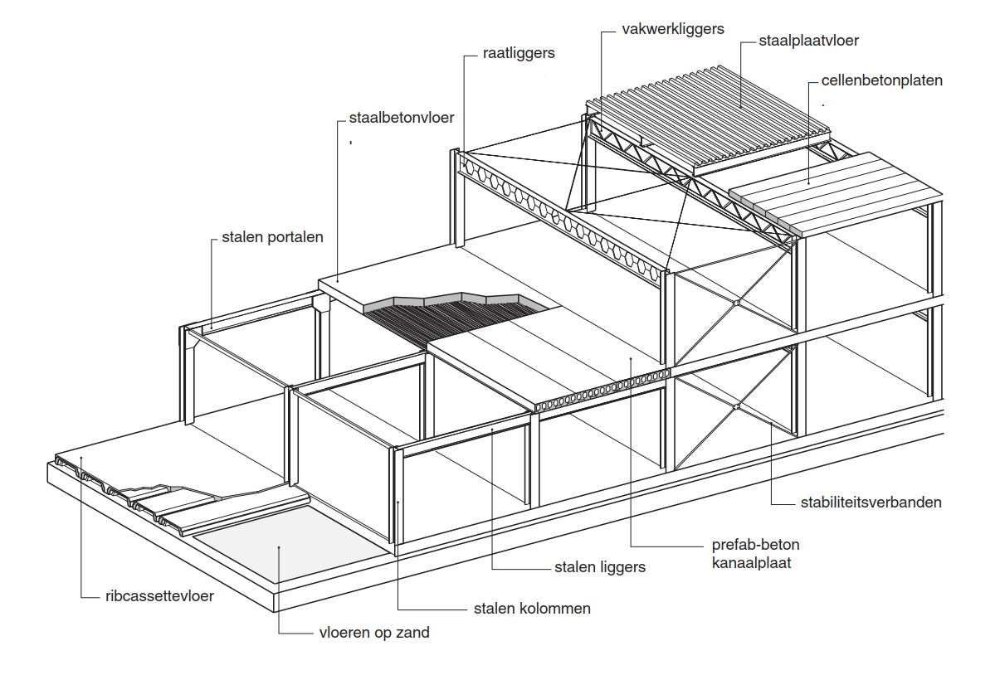 vakwerkliggers
staalplaatvloer
raatliggers
cellenbetonplaten
staalbetonvloer
stalen portalen
stabiliteitsverbanden
prefab-beton
kanaalplaat
stalen liggers
ribcassettevloer
stalen kolommen
vloeren op zand